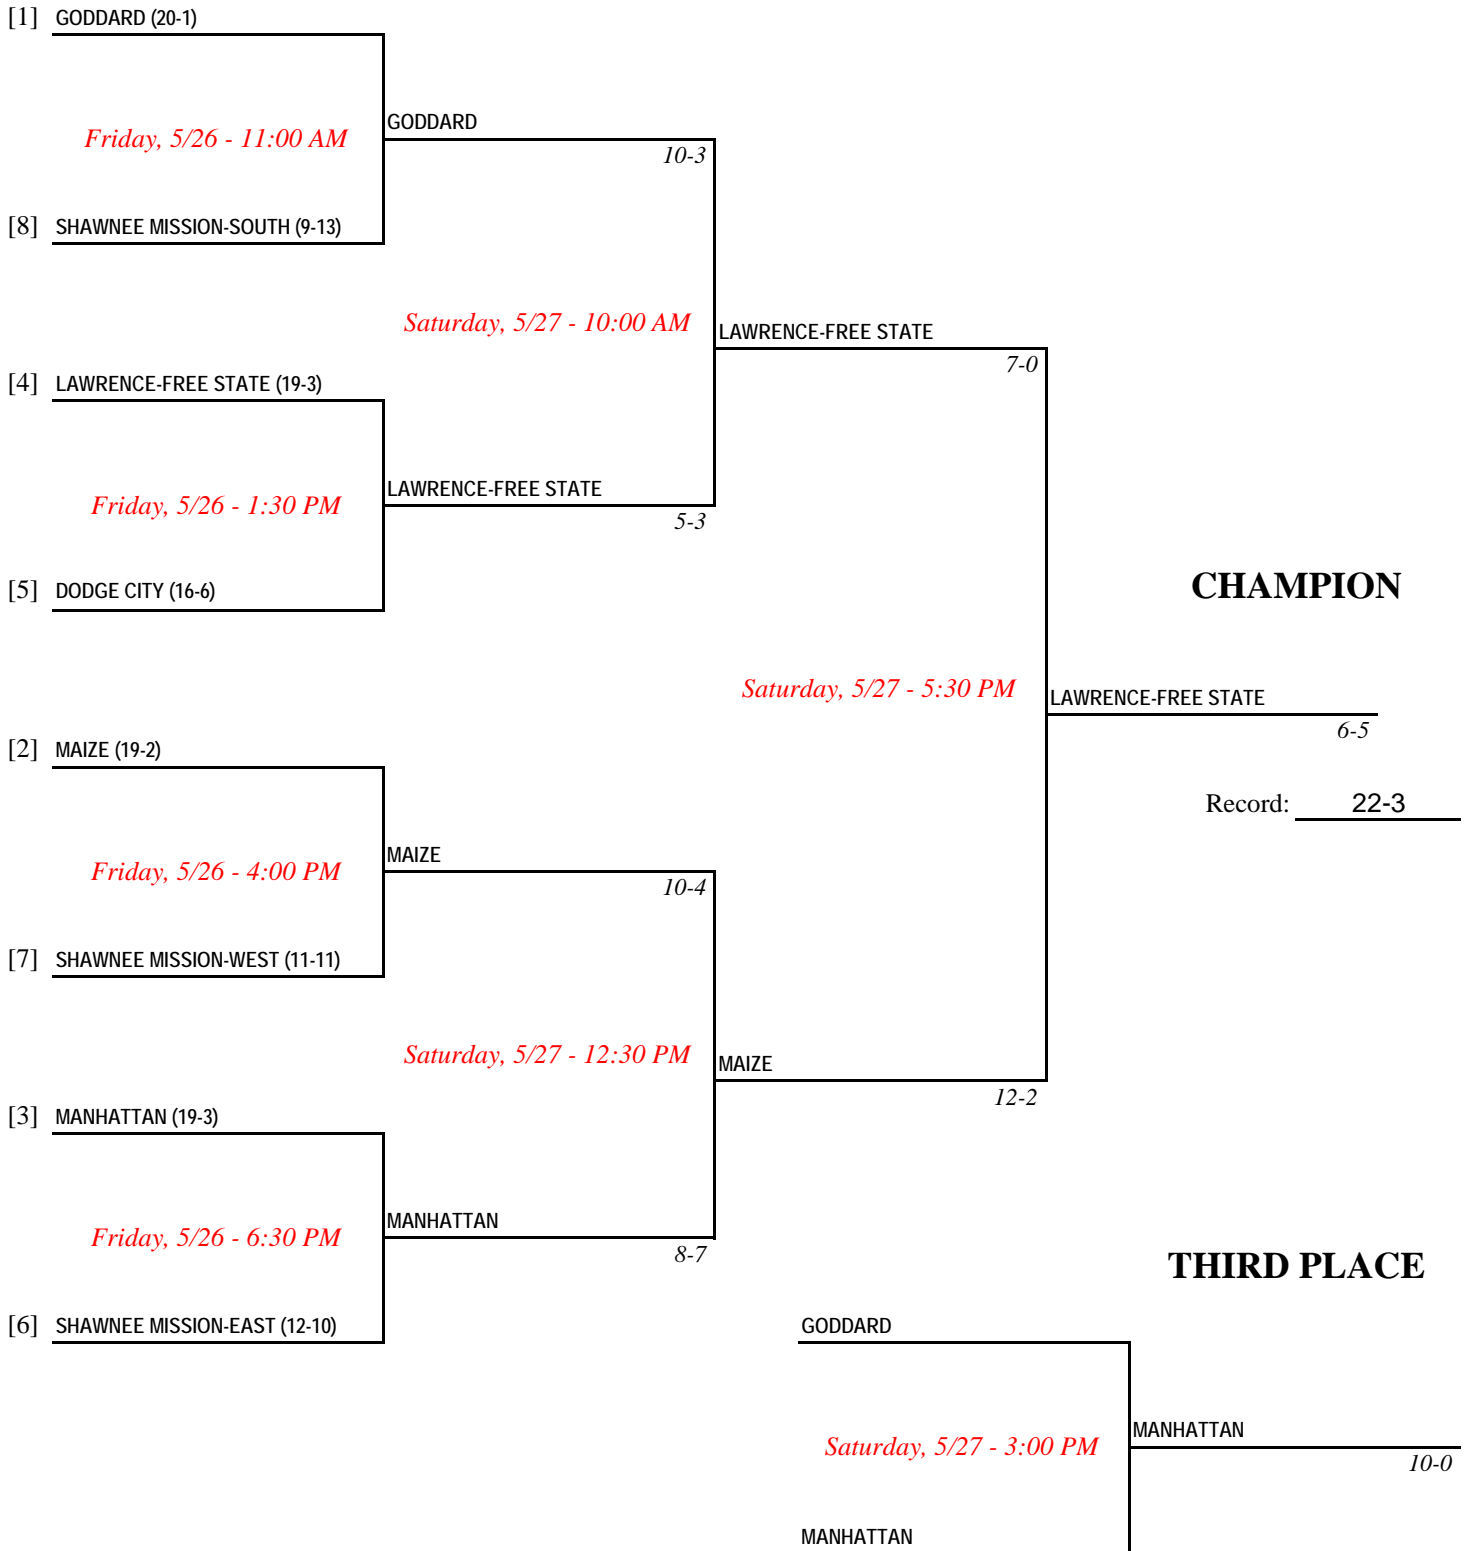 [1] GODDARD (20-1)
GODDARD
Friday, 5/26 - 11:00 AM
10-3
[8] SHAWNEE MISSION-SOUTH (9-13)
Saturday, 5/27 - 10:00 AM
LAWRENCE-FREE STATE
7-0
[4] LAWRENCE-FREE STATE (19-3)
LAWRENCE-FREE STATE
Friday, 5/26 - 1:30 PM
5-3
[5] DODGE CITY (16-6)
CHAMPION
Saturday, 5/27 - 5:30 PM
LAWRENCE-FREE STATE
6-5
[2] MAIZE (19-2)
Record: 22-3
MAIZE
Friday, 5/26 - 4:00 PM
10-4
[7] SHAWNEE MISSION-WEST (11-11)
Saturday, 5/27 - 12:30 PM
MAIZE
12-2
[3] MANHATTAN (19-3)
MANHATTAN
Friday, 5/26 - 6:30 PM
8-7
THIRD PLACE
[6] SHAWNEE MISSION-EAST (12-10)
GODDARD
MANHATTAN
Saturday, 5/27 - 3:00 PM
10-0
MANHATTAN